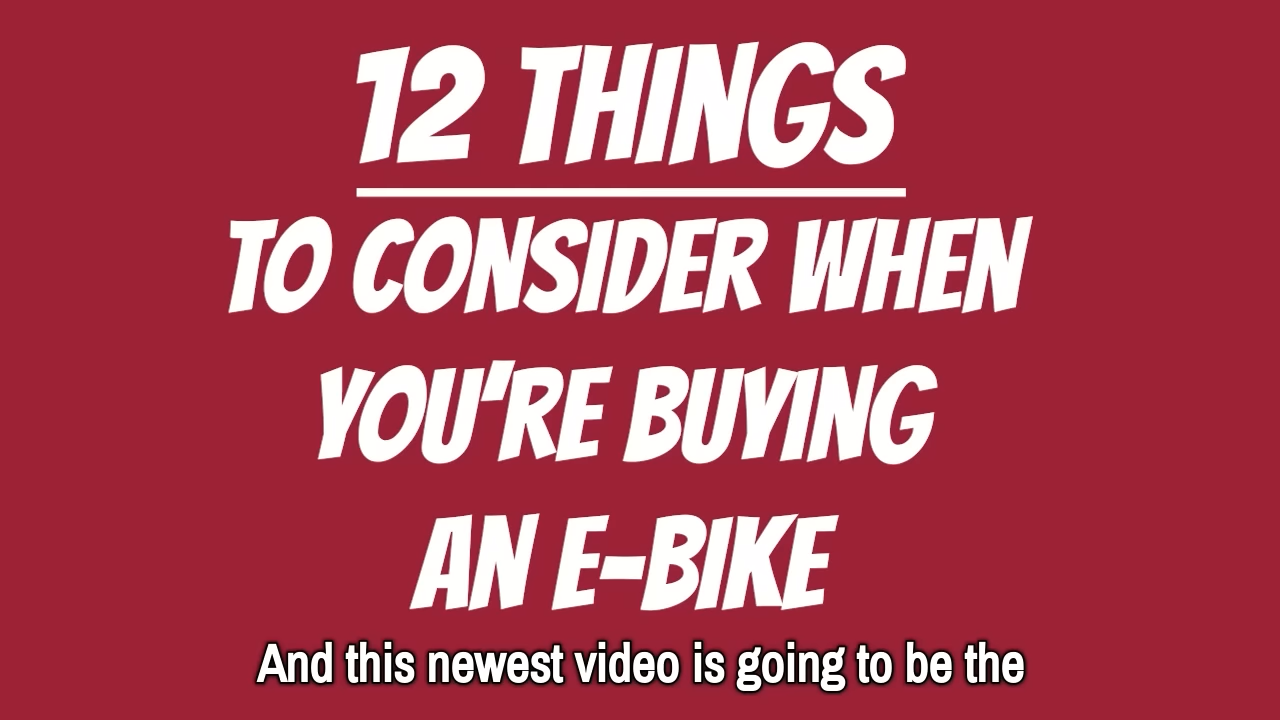 12 THINGS
TO CONSIDER WHEN
YOU'RE BUYING
AN E-BIKE
And this newest video is going to be the